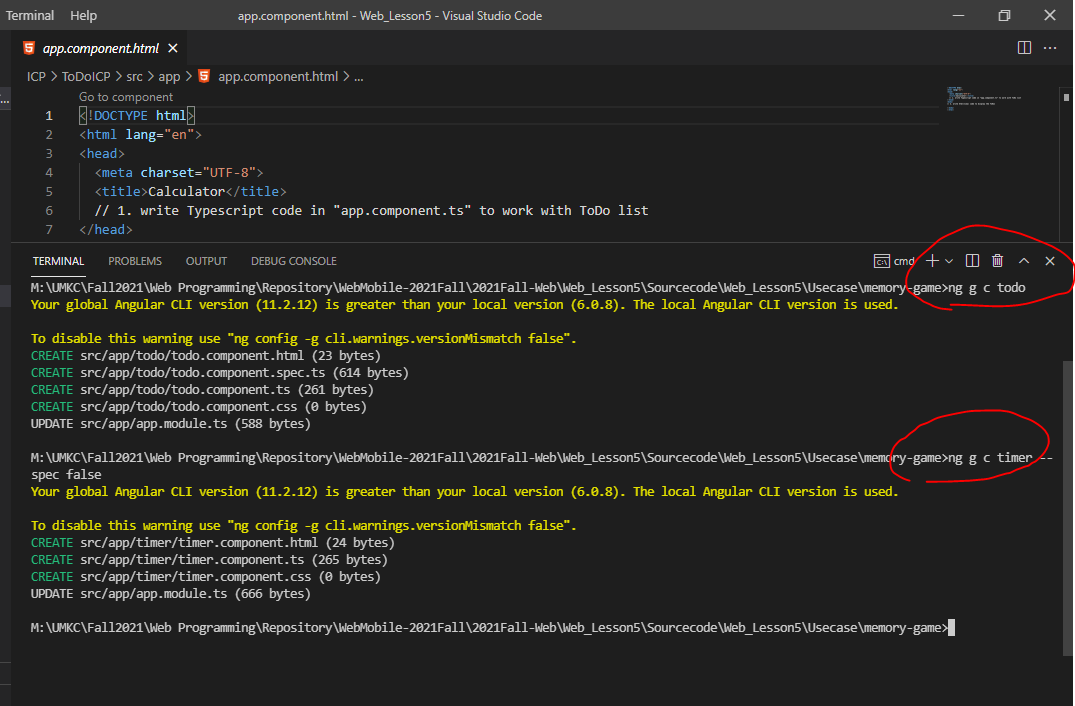 Terminal Help app.component.html - Web_Lesson5 - Visual Studio Code
app.component.html
ICP > ToDoICP > src > app > app.component.html > ...
Go to component
1 <!DOCTYPE html>
2 <html lang="en">
3 <head>
4 <meta charset="UTF-8">
5 <title>Calculator</title>
6 // 1. write Typescript code in "app.component.ts" to work with ToDo list
7 </head>
TERMINAL PROBLEMS OUTPUT DEBUG CONSOLE cmd
M:\UMKC\Fall2021\Web Programming\Repository\WebMobile-2021Fall\2021Fall-Web\Web_Lesson5\Sourcecode\Web_Lesson5\Usecase\memory-game>ng g c todo
Your global Angular CLI version (11.2.12) is greater than your local version (6.0.8). The local Angular CLI version is used.
To disable this warning use "ng config -g cli.warnings.versionMismatch false".
CREATE src/app/todo/todo.component.html (23 bytes)
CREATE src/app/todo/todo.component.spec.ts (614 bytes)
CREATE src/app/todo/todo.component.ts (261 bytes)
CREATE src/app/todo/todo.component.css (0 bytes)
UPDATE src/app/app.module.ts (588 bytes)
M:\UMKC\Fall2021\Web Programming\Repository\WebMobile-2021Fall\2021Fall-Web\Web_Lesson5\Sourcecode\Web_Lesson5\Usecase\memory-game>ng g c timer --
spec false
Your global Angular CLI version (11.2.12) is greater than your local version (6.0.8). The local Angular CLI version is used.
To disable this warning use "ng config -g cli.warnings.versionMismatch false".
CREATE src/app/timer/timer.component.html (24 bytes)
CREATE src/app/timer/timer.component.ts (265 bytes)
CREATE src/app/timer/timer.component.css (0 bytes)
UPDATE src/app/app.module.ts (666 bytes)
M:\UMKC\Fall2021\Web Programming\Repository\WebMobile-2021Fall\2021Fall-Web\Web_Lesson5\Sourcecode\Web_Lesson5\Usecase\memory-game>